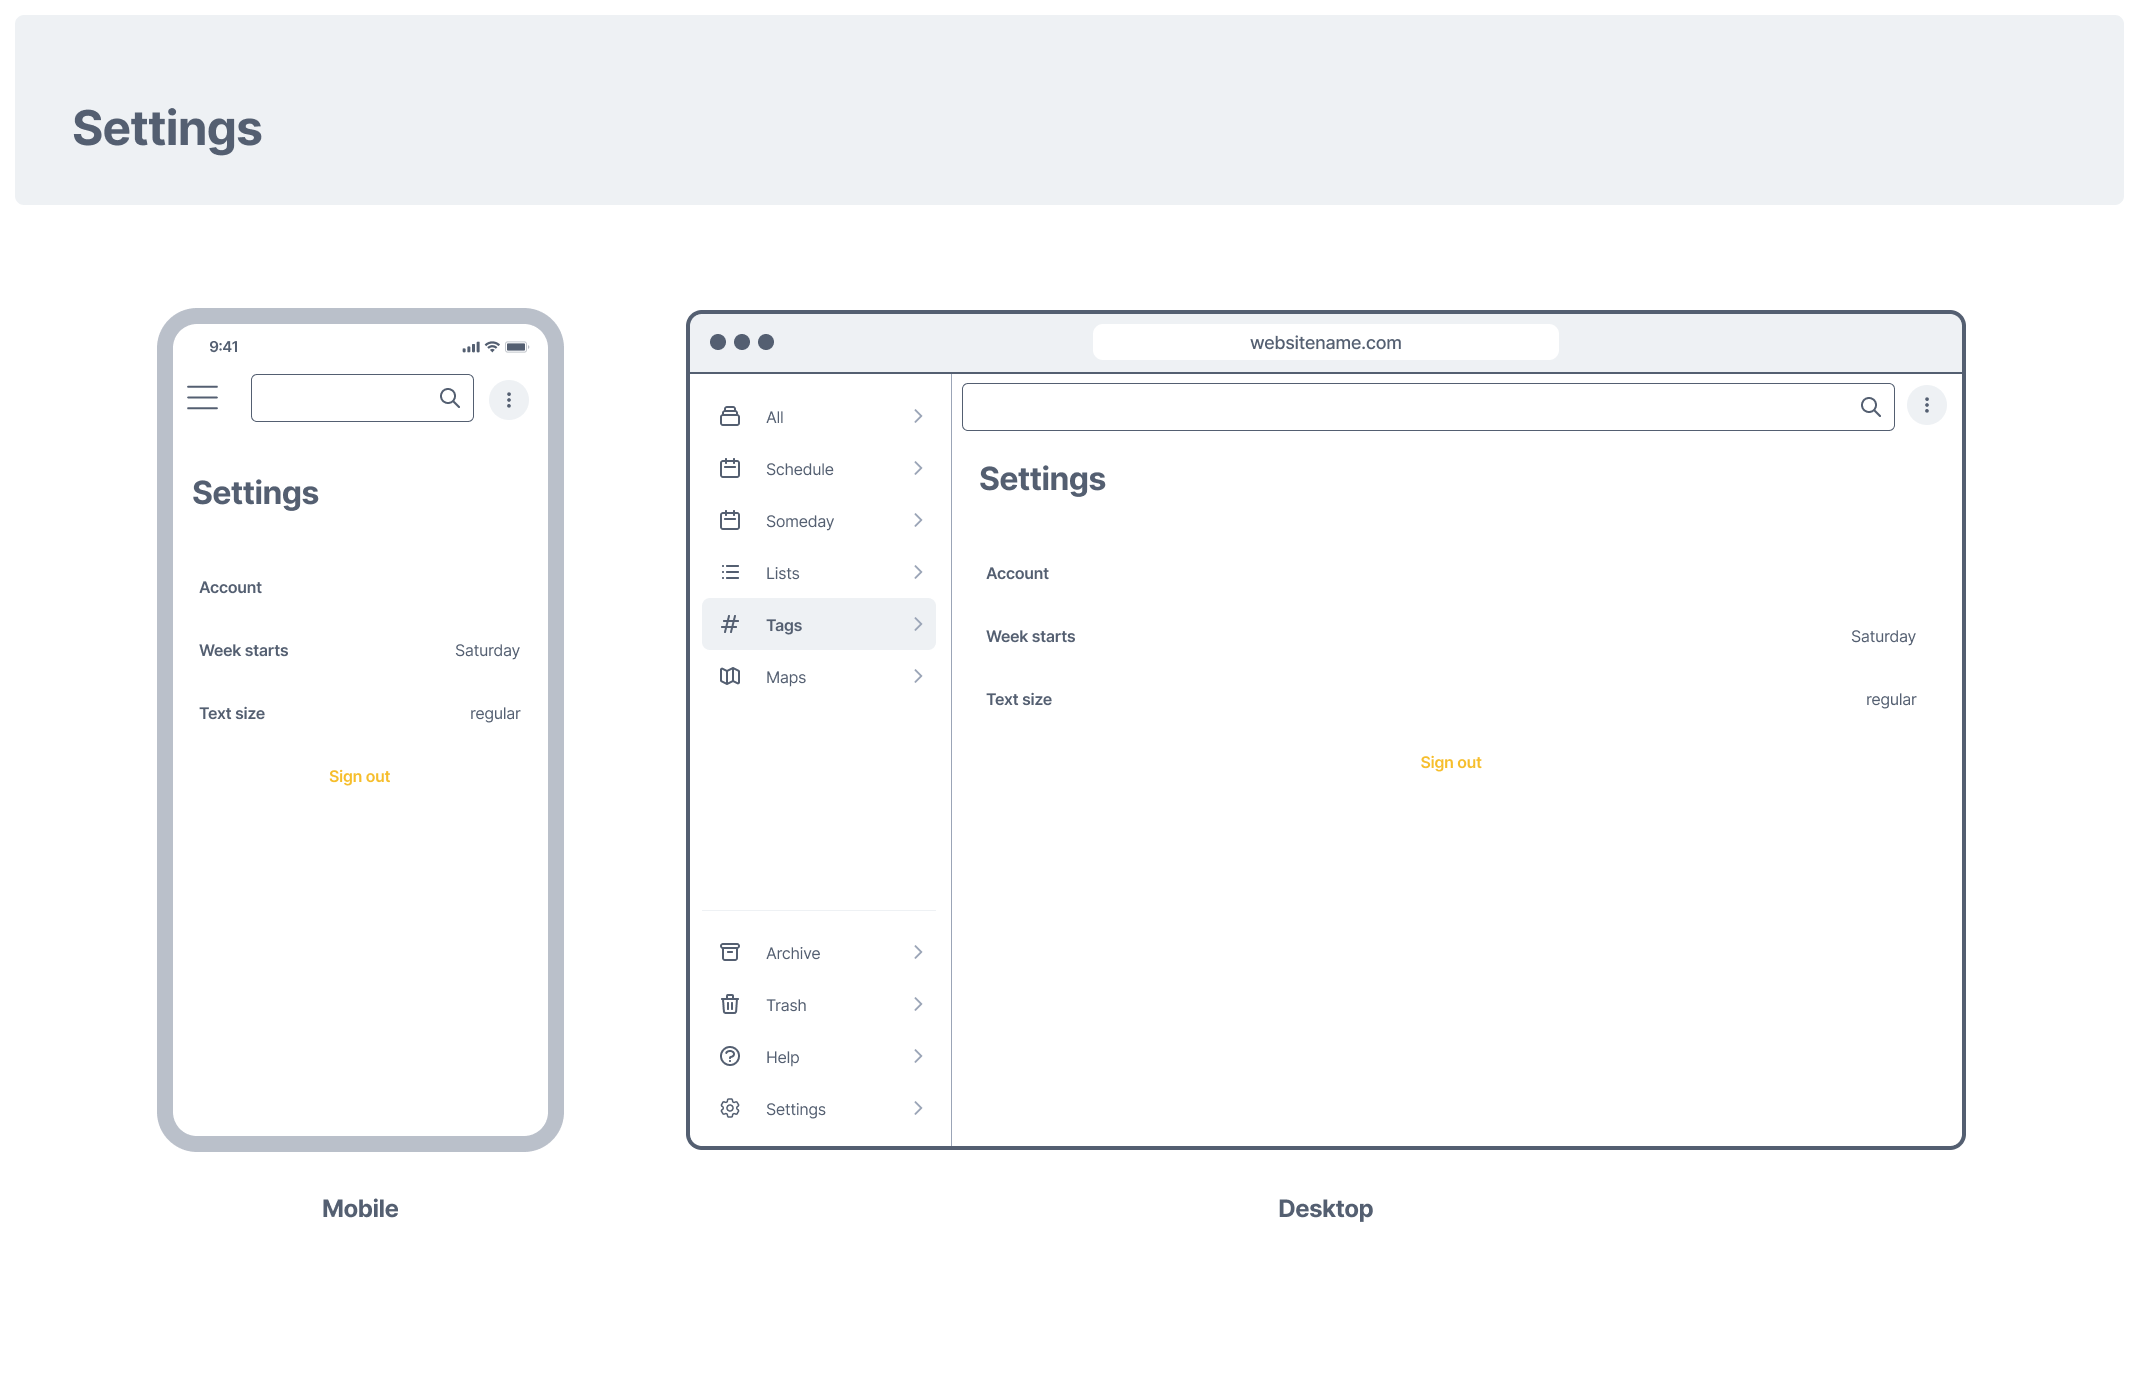 Settings
9:41
Settings
Account
Week starts Saturday
Text size regular
Sign out
Mobile
websitename.com
All
Schedule
Someday
Lists
Tags
Maps
Archive
Trash
Help
Settings
Settings
Account
Week starts Saturday
Text size regular
Sign out
Desktop